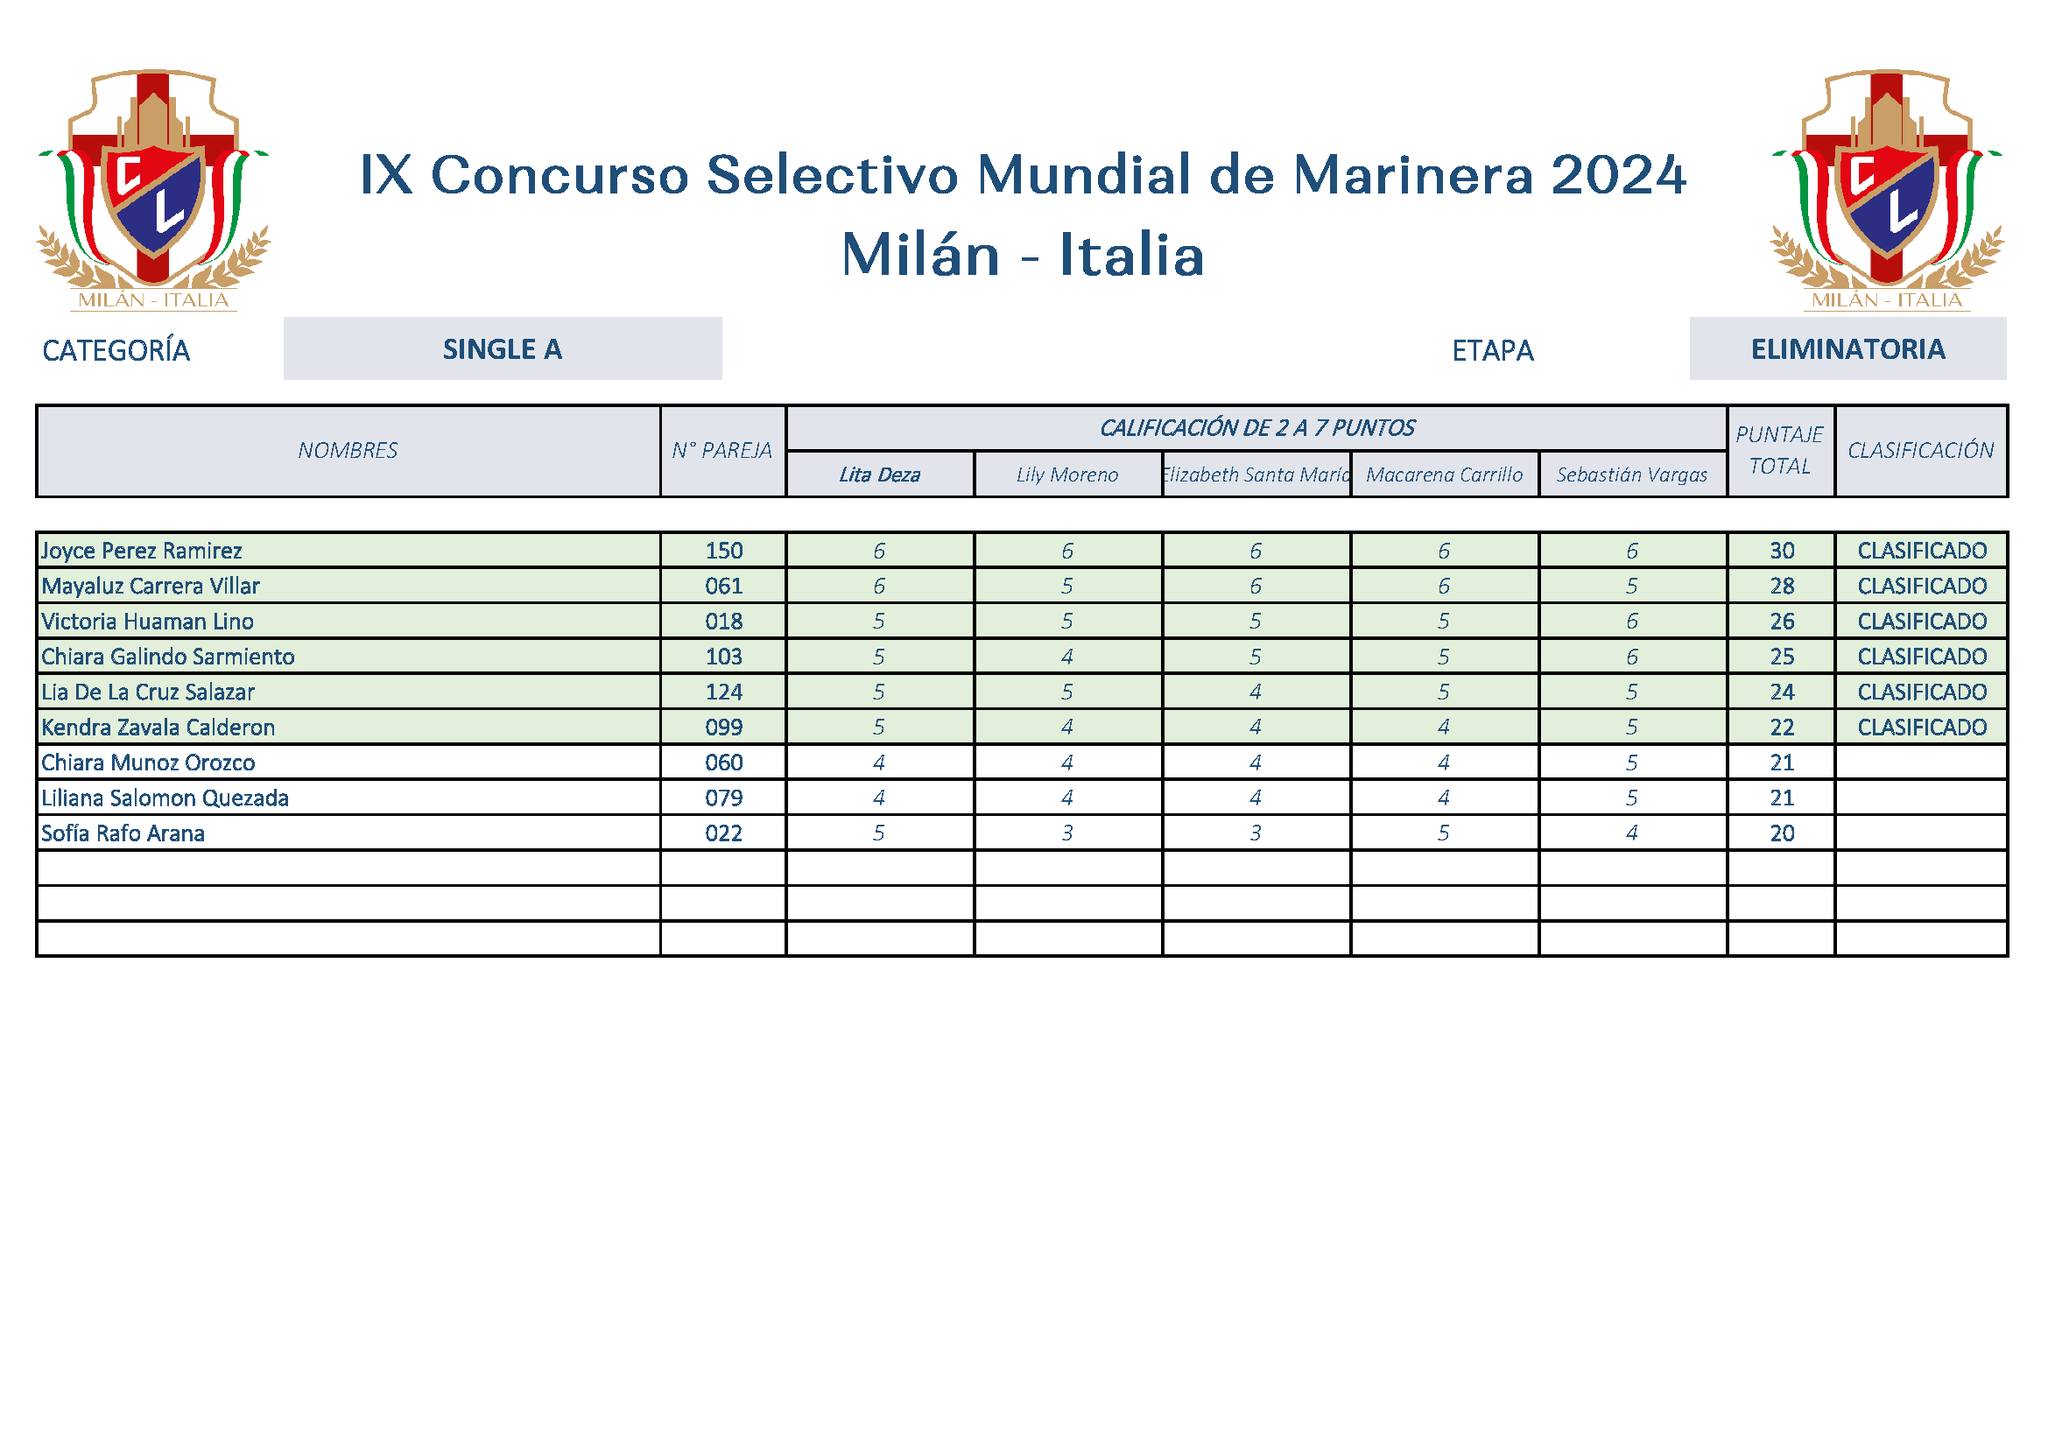 IX Concurso Selectivo Mundial de Marinera 2024
Milán - Italia
C
L
MILÁN - ITALIA
C
L
MILÁN - ITALIA
CATEGORÍA SINGLE A ETAPA ELIMINATORIA
NOMBRES N° PAREJA CALIFICACIÓN DE 2 A 7 PUNTOS PUNTAJE TOTAL CLASIFICACIÓN
Lita Deza Lily Moreno Elizabeth Santa María Macarena Carrillo Sebastián Vargas
Joyce Perez Ramirez 150 6 6 6 6 6 30 CLASIFICADO
Mayaluz Carrera Villar 061 6 5 6 6 5 28 CLASIFICADO
Victoria Huaman Lino 018 5 5 5 5 6 26 CLASIFICADO
Chiara Galindo Sarmiento 103 5 4 5 5 6 25 CLASIFICADO
Lia De La Cruz Salazar 124 5 5 4 5 5 24 CLASIFICADO
Kendra Zavala Calderon 099 5 4 4 4 5 22 CLASIFICADO
Chiara Munoz Orozco 060 4 4 4 4 5 21
Liliana Salomon Quezada 079 4 4 4 4 5 21
Sofía Rafo Arana 022 5 3 3 5 4 20